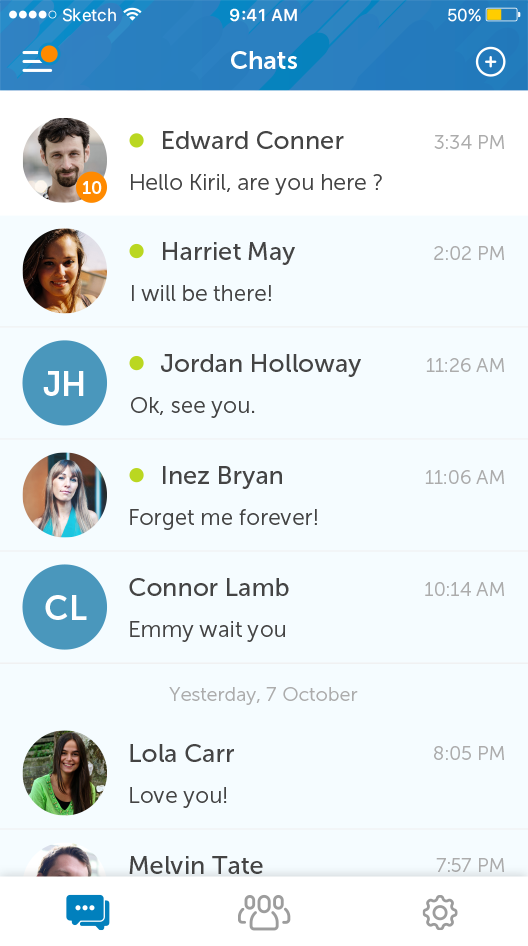 Sketch 9:41 AM 50%
Chats
Edward Conner 3:34 PM
10
Hello Kiril, are you here ?
Harriet May 2:02 PM
I will be there!
JH
Jordan Holloway 11:26 AM
Ok, see you.
Inez Bryan 11:06 AM
Forget me forever!
CL
Connor Lamb 10:14 AM
Emmy wait you
Yesterday, 7 October
Lola Carr 8:05 PM
Love you!
Melvin Tate 7:57 PM